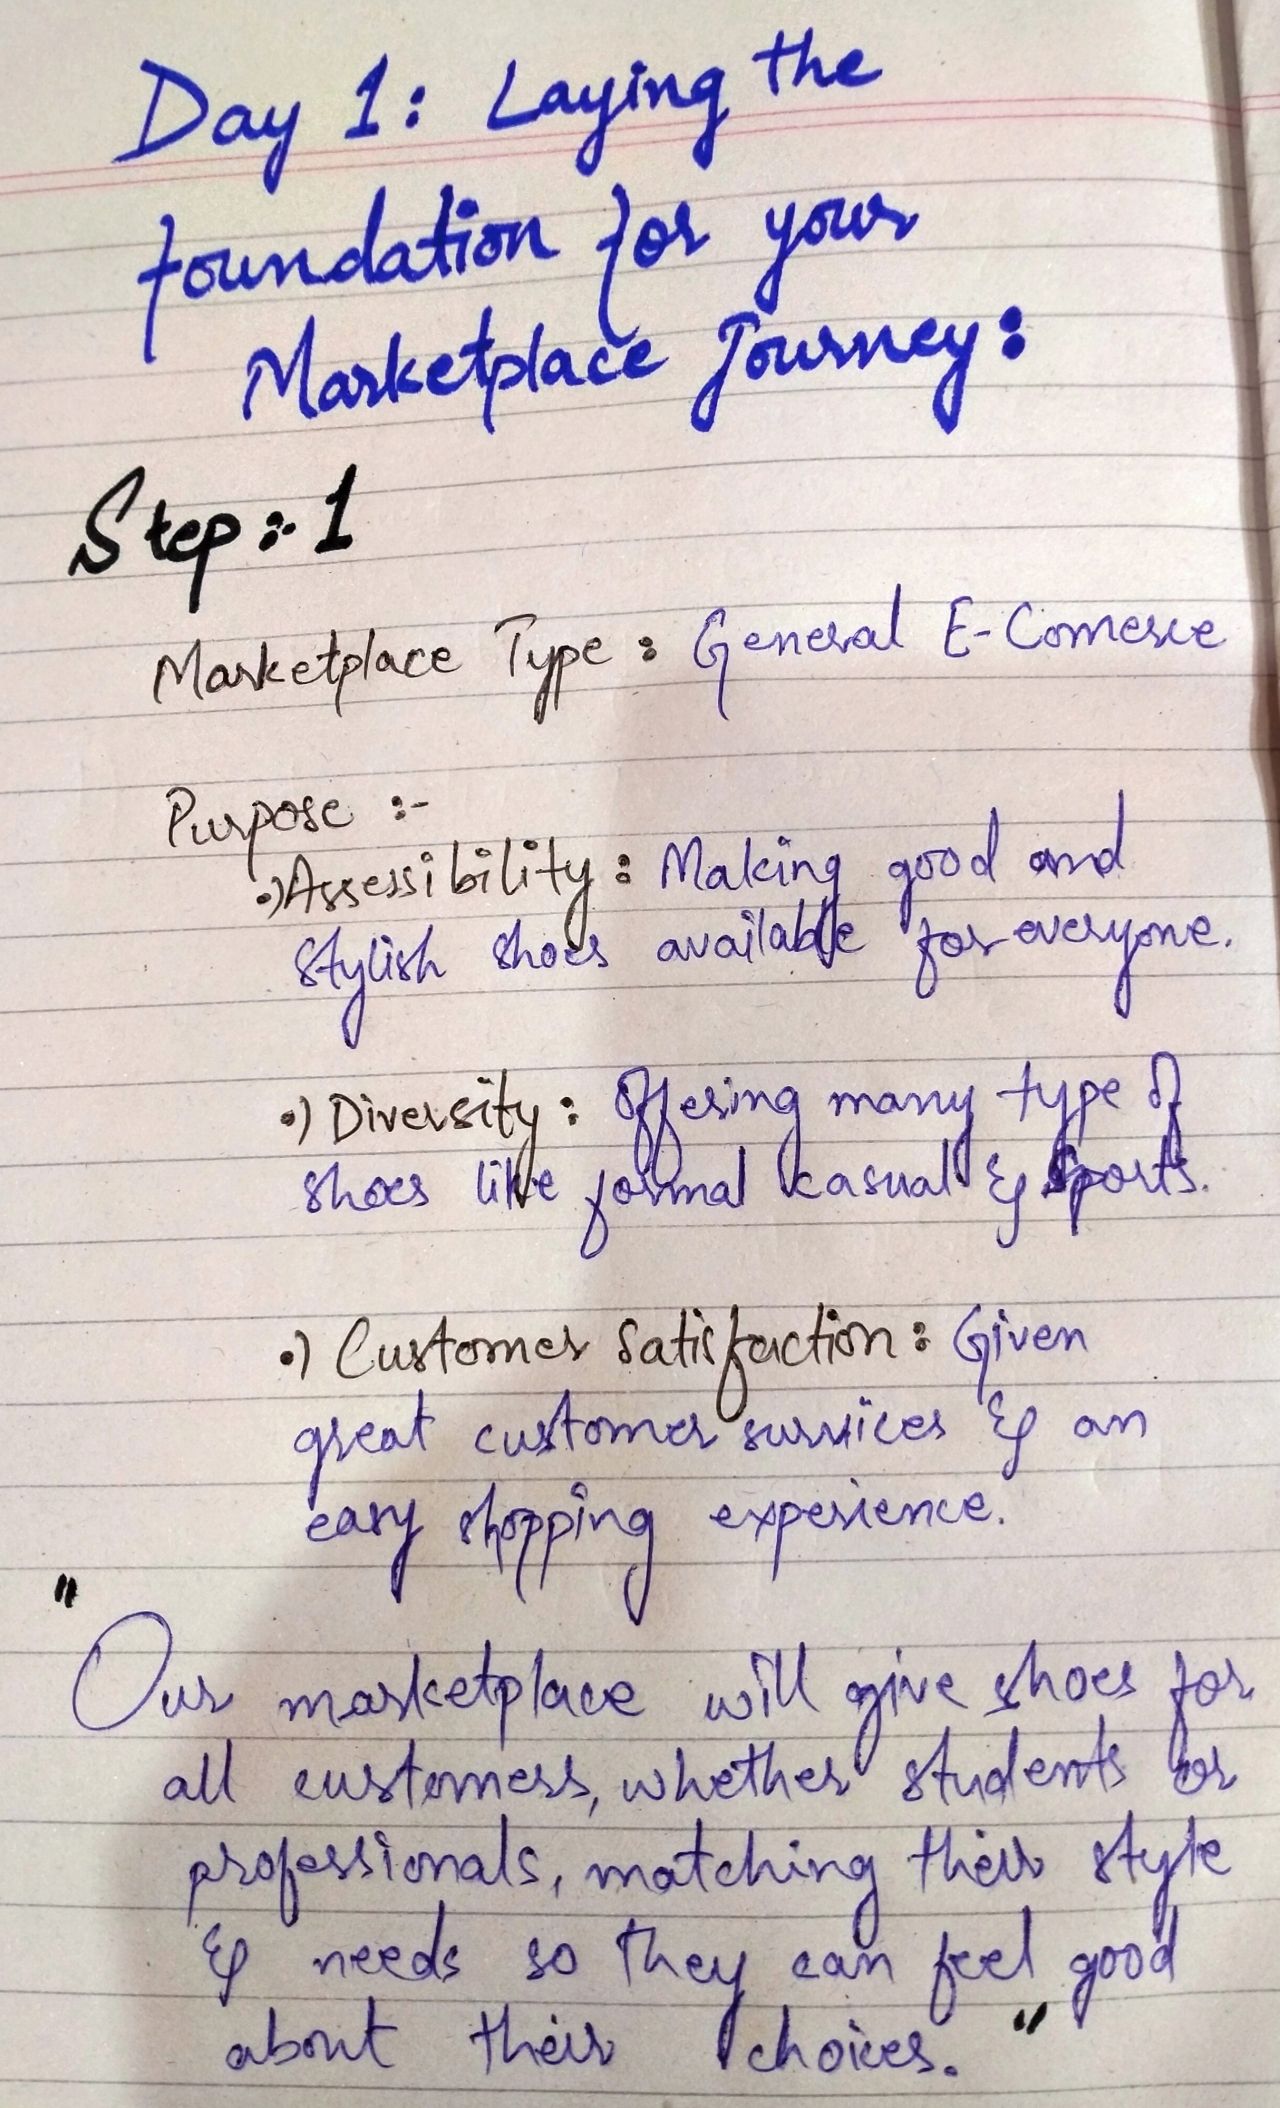 Day 1: Laying the
foundation for your
Marketplace Journey:
Step:-1
Marketplace Type: General E-Comerce
Purpose :-
•) Assessibility: Making good and
stylish shoes available for everyone.
•) Diversity: Offering many type of
shoes like formal casual & sports.
•) Customer Satisfaction: Given
great customer survices & an
easy shopping experience.
"
Our marketplace will give shoes for
all customers, whether students or
professionals, matching their style
& needs so they can feel good
about their choices."